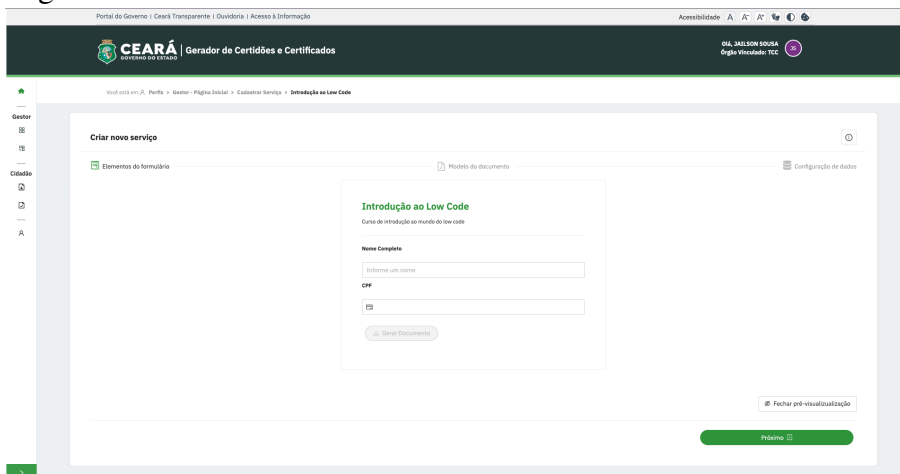 Portal do Governo | Ceará Transparente | Ouvidoria | Acesso à Informação
Acessibilidade A A- A+
CEARÁ
GOVERNO DO ESTADO
Gerador de Certidões e Certificados
Olá, JAILSON SOUSA
Órgão Vinculado: TCC
JS
Você está em Perfis > Gestor - Página Inicial > Cadastrar Serviço > Introdução ao Low Code
Gestor
Cidadão
Criar novo serviço
Elementos do formulário
Modelo do documento
Configuração de dados
Introdução ao Low Code
Curso de introdução ao mundo do low code
Nome Completo
Informe um nome
CPF
Gerar Documento
Fechar pré-visualizualização
Próximo